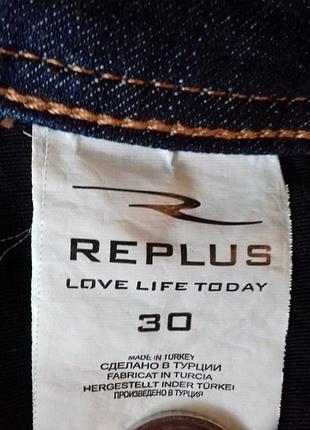 REPLUS
LOVE LIFE TODAY
30
MADE IN TURKEY
СДЕЛАНО В ТУРЦИИ
FABRICAT IN TURCIA
HERGESTELLT INDER TÜRKEI
ПРОИЗВЕДЕНО В ТУРЦИЯ